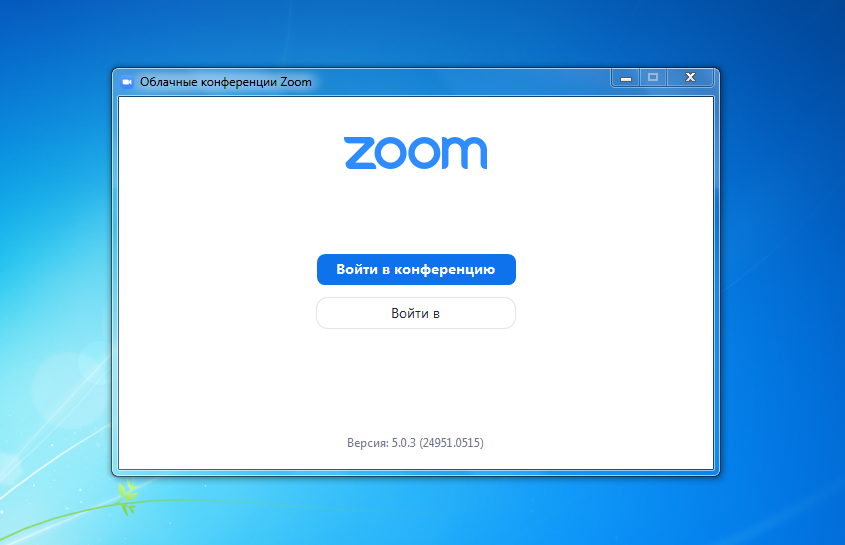 Облачные конференции Zoom
zoom
Войти в конференцию
Войти в
Версия: 5.0.3 (24951.0515)